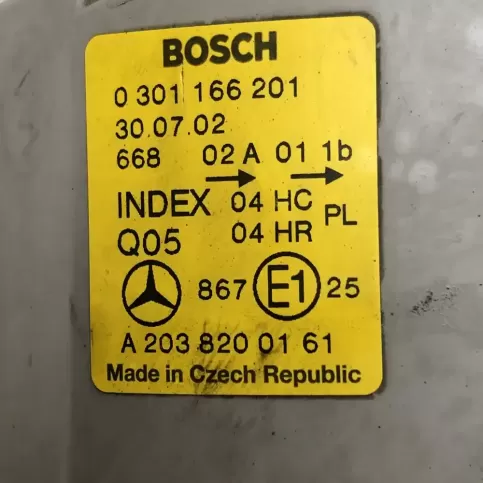 BOSCH
0 301 166 201
30.07.02
668 02 A 01 1b
INDEX 04 HC PL
Q05 04 HR
867 E1 25
A 203 820 01 61
Made in Czech Republic